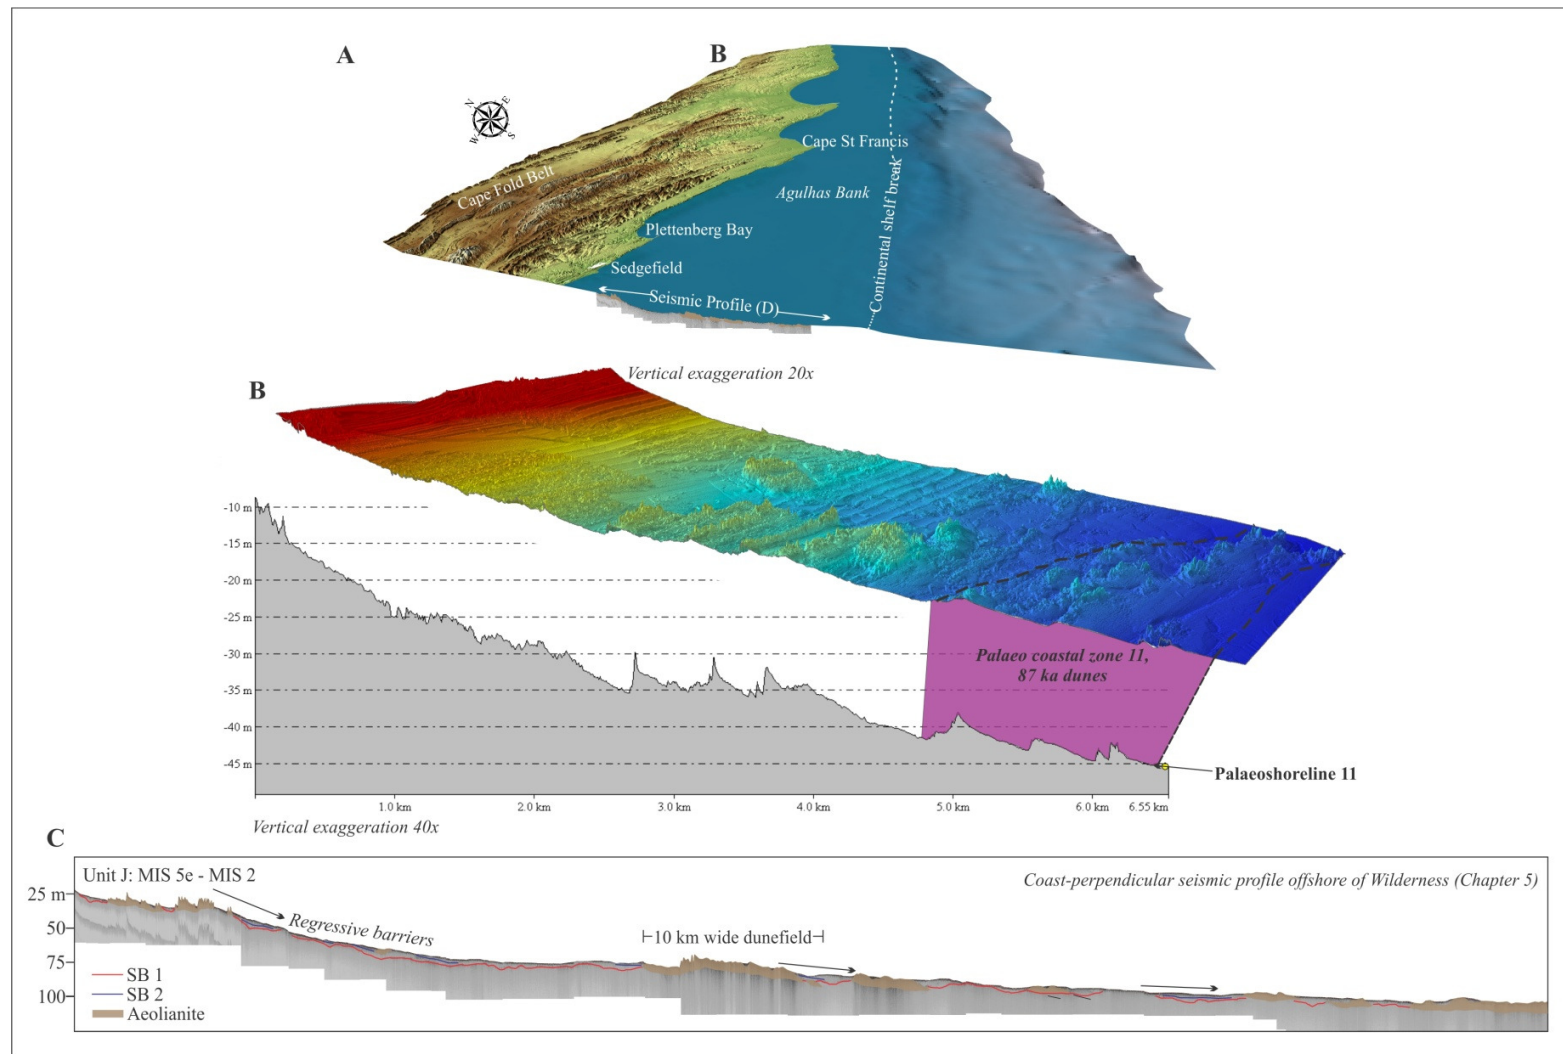 A
B
N
E
W
S
Cape Fold Belt
Cape St Francis
Agulhas Bank
Continental shelf break
Plettenberg Bay
Sedgefield
Seismic Profile (D)
B
Vertical exaggeration 20x
-10 m
-15 m
-20 m
-25 m
-30 m
-35 m
-40 m
-45 m
Palaeo coastal zone 11,
87 ka dunes
Palaeoshoreline 11
1.0 km
2.0 km
3.0 km
4.0 km
5.0 km
6.0 km
6.55 km
Vertical exaggeration 40x
C
Unit J: MIS 5e - MIS 2
Coast-perpendicular seismic profile offshore of Wilderness (Chapter 5)
25 m
50
75
100
Regressive barriers
10 km wide dunefield
SB 1
SB 2
Aeolianite